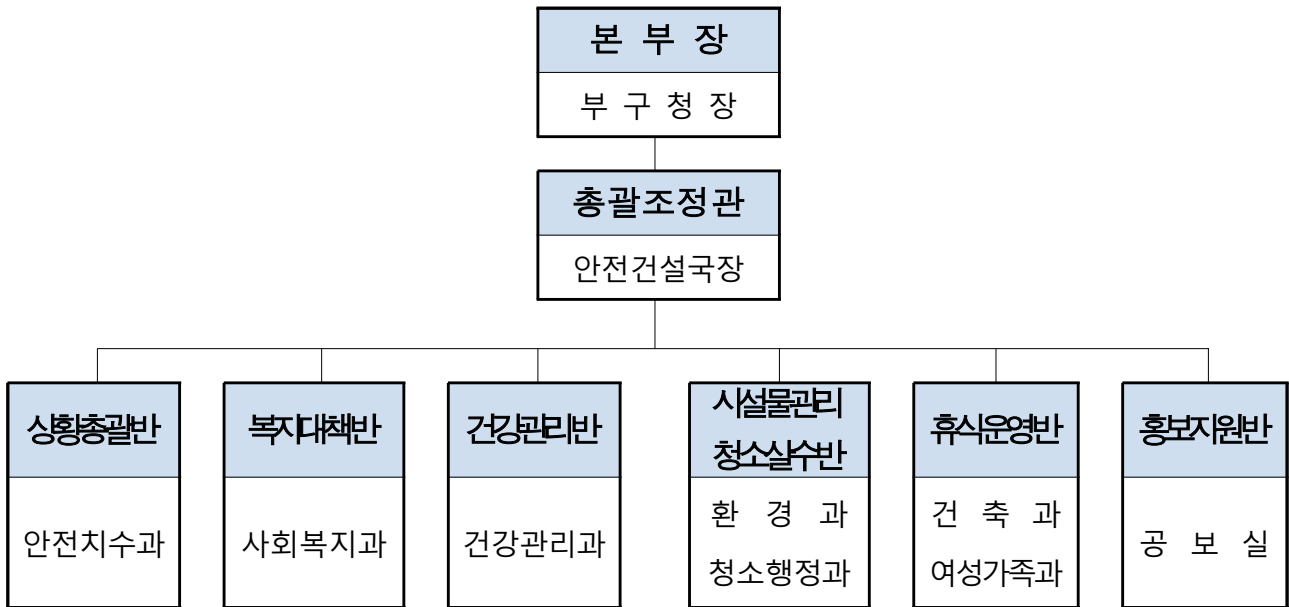 본 부 장
부 구 청 장
총괄조정관
안전건설국장
상황총괄반
안전치수과
복지대책반
사회복지과
건강관리반
건강관리과
시설물관리
청소살수반
환 경 과
청소행정과
휴식운영반
건 축 과
여성가족과
홍보지원반
공 보 실